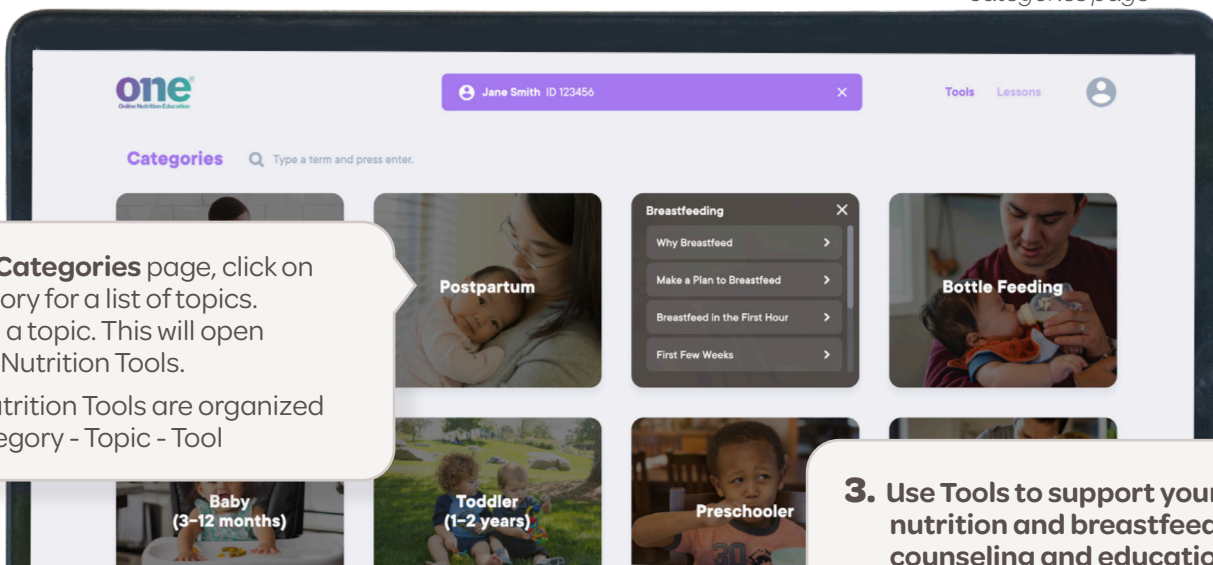 categories page
one
Online Nutrition Education
Jane Smith ID 123456
Tools Lessons
Categories
Type a term and press enter.
Postpartum
Breastfeeding
Why Breastfeed
Make a Plan to Breastfeed
Breastfeed in the First Hour
First Few Weeks
Bottle Feeding
Categories page, click on
ory for a list of topics.
a topic. This will open
Nutrition Tools.
utrition Tools are organized
egory - Topic - Tool
Baby
(3-12 months)
Toddler
(1-2 years)
Preschooler
3. Use Tools to support your
nutrition and breastfeed
counseling and education